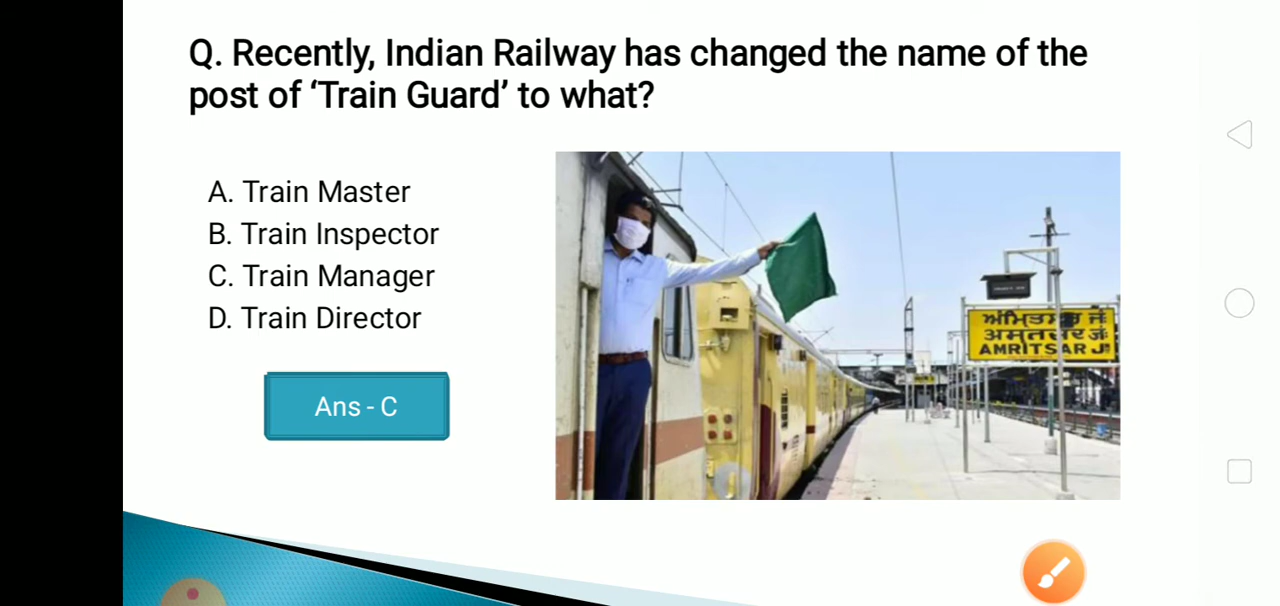 Q. Recently, Indian Railway has changed the name of the
post of ‘Train Guard’ to what?
A. Train Master
B. Train Inspector
C. Train Manager
D. Train Director
Ans - C
AMRITSAR